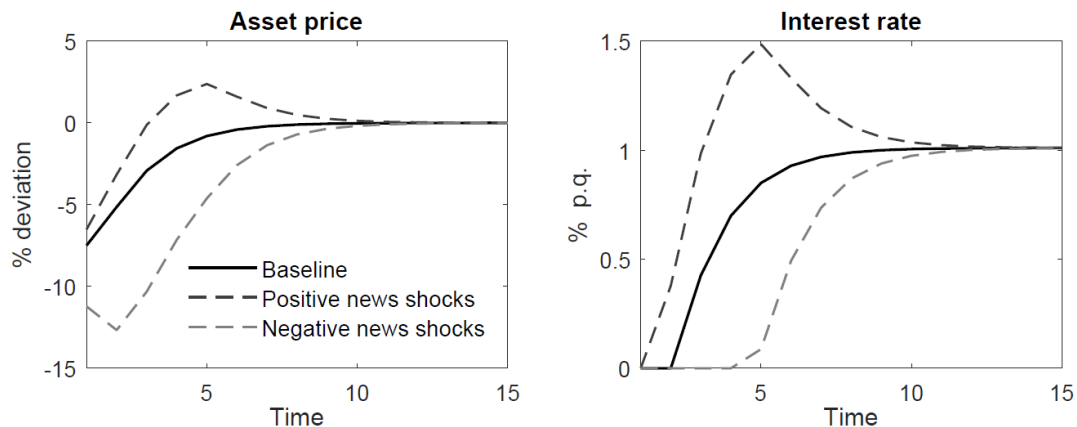 Asset price
5
0
-5
-10
-15
% deviation
Baseline
Positive news shocks
Negative news shocks
5
10
15
Time
Interest rate
1.5
1
0.5
0
% p.q.
5
10
15
Time